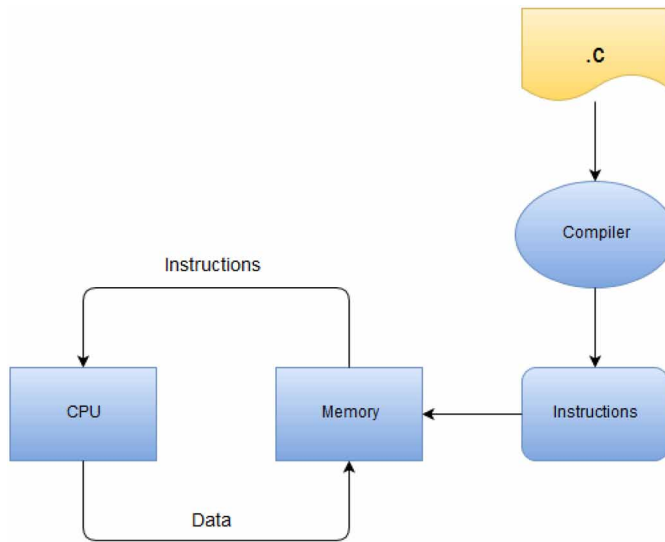 .C
Compiler
Instructions
CPU
Memory
Instructions
Data